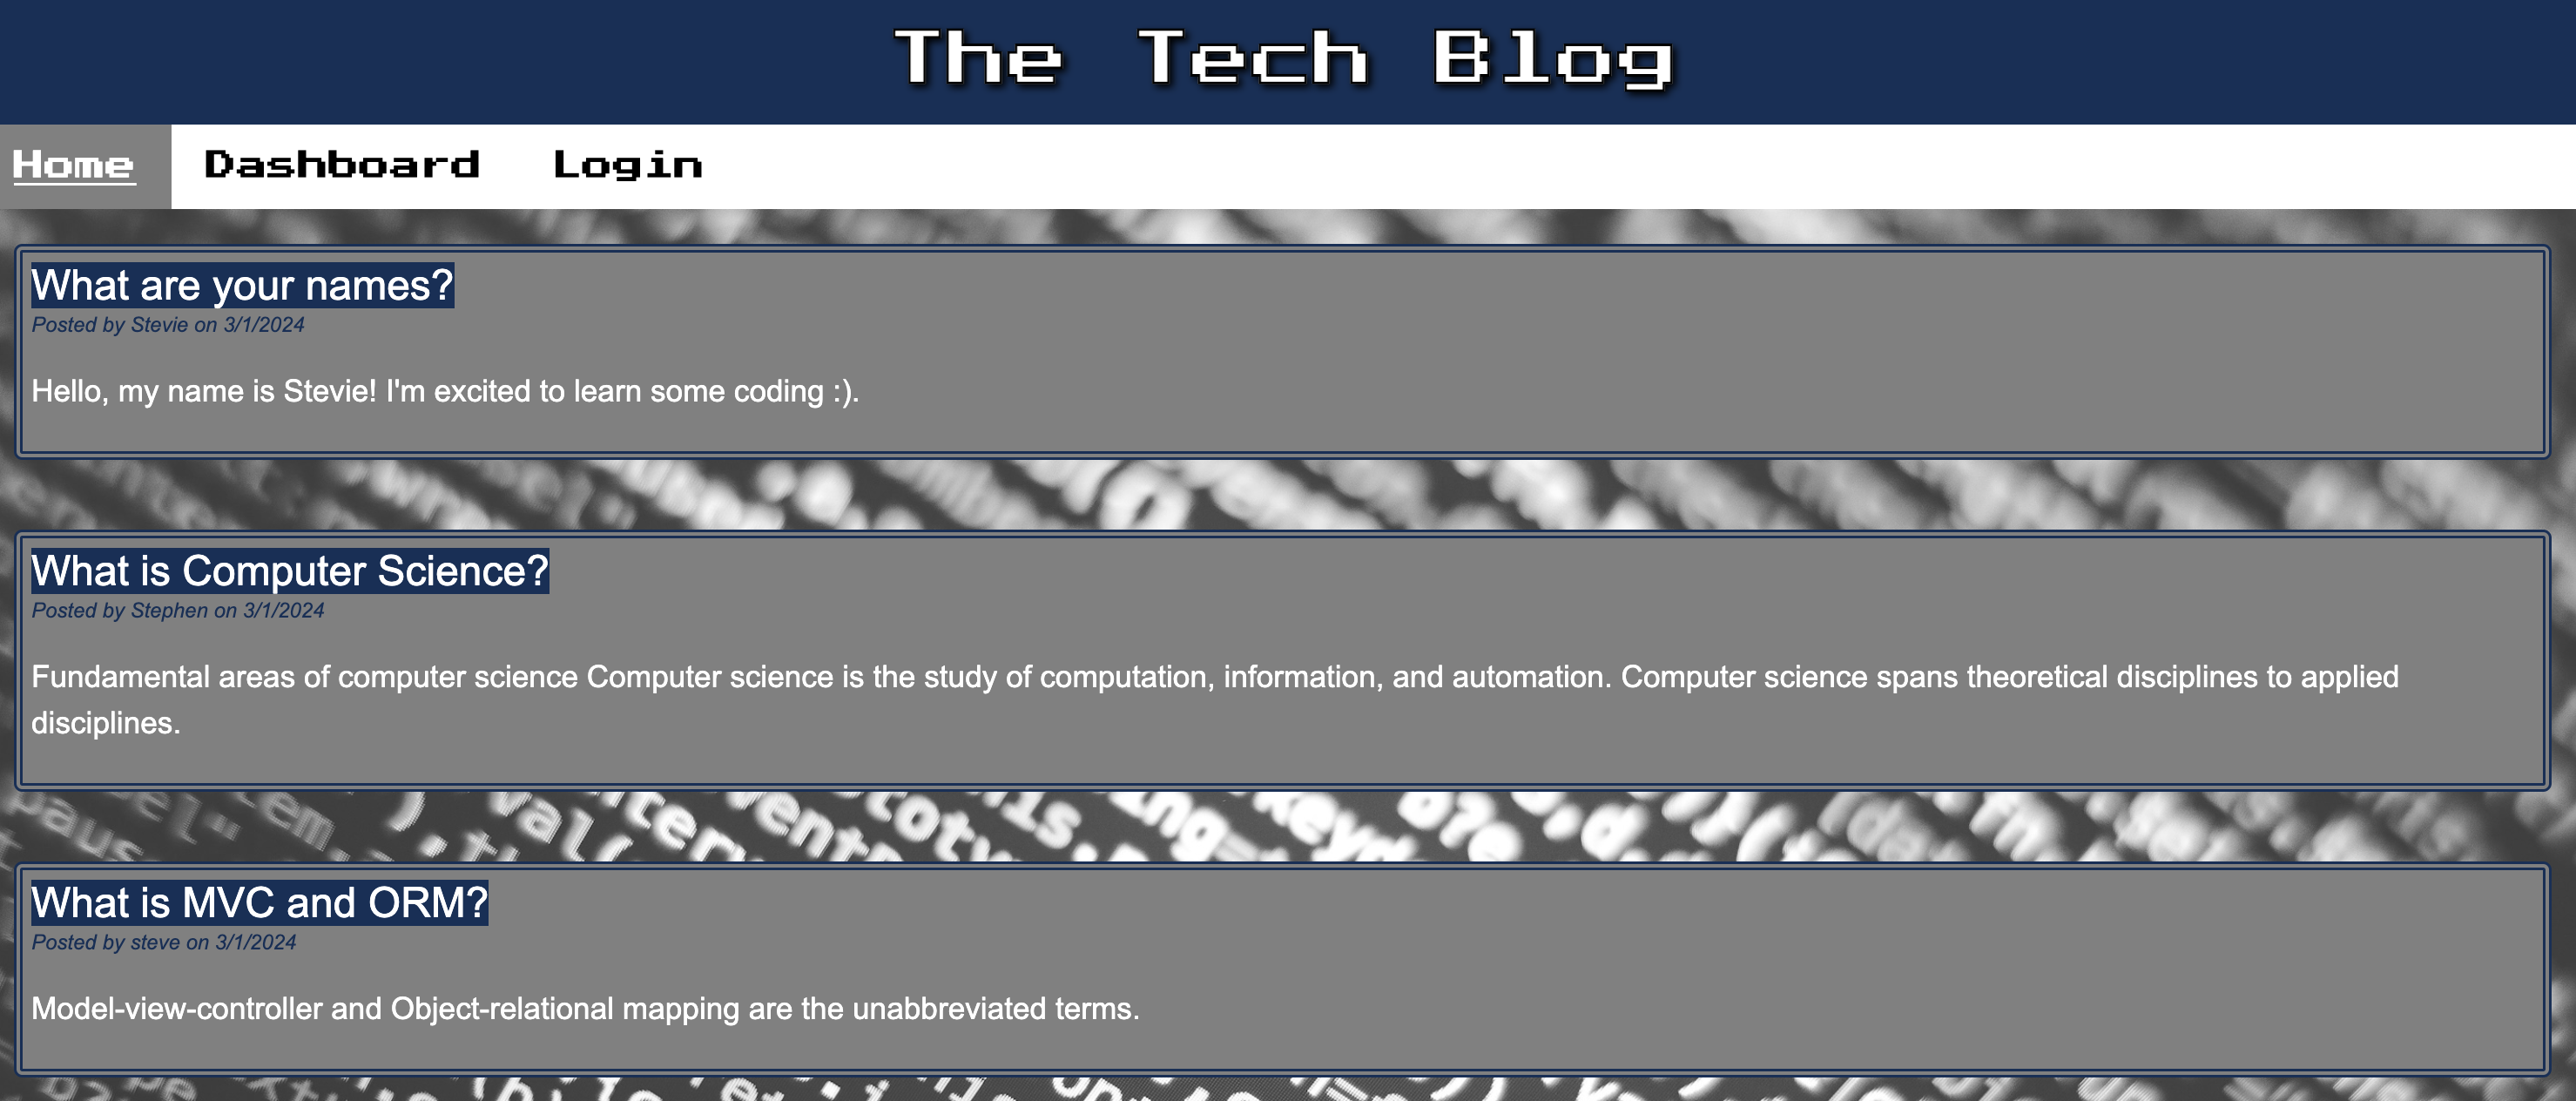 The Tech Blog
Home Dashboard Login
What are your names?
Posted by Stevie on 3/1/2024
Hello, my name is Stevie! I'm excited to learn some coding :).
What is Computer Science?
Posted by Stephen on 3/1/2024
Fundamental areas of computer science Computer science is the study of computation, information, and automation. Computer science spans theoretical disciplines to applied
disciplines.
What is MVC and ORM?
Posted by steve on 3/1/2024
Model-view-controller and Object-relational mapping are the unabbreviated terms.